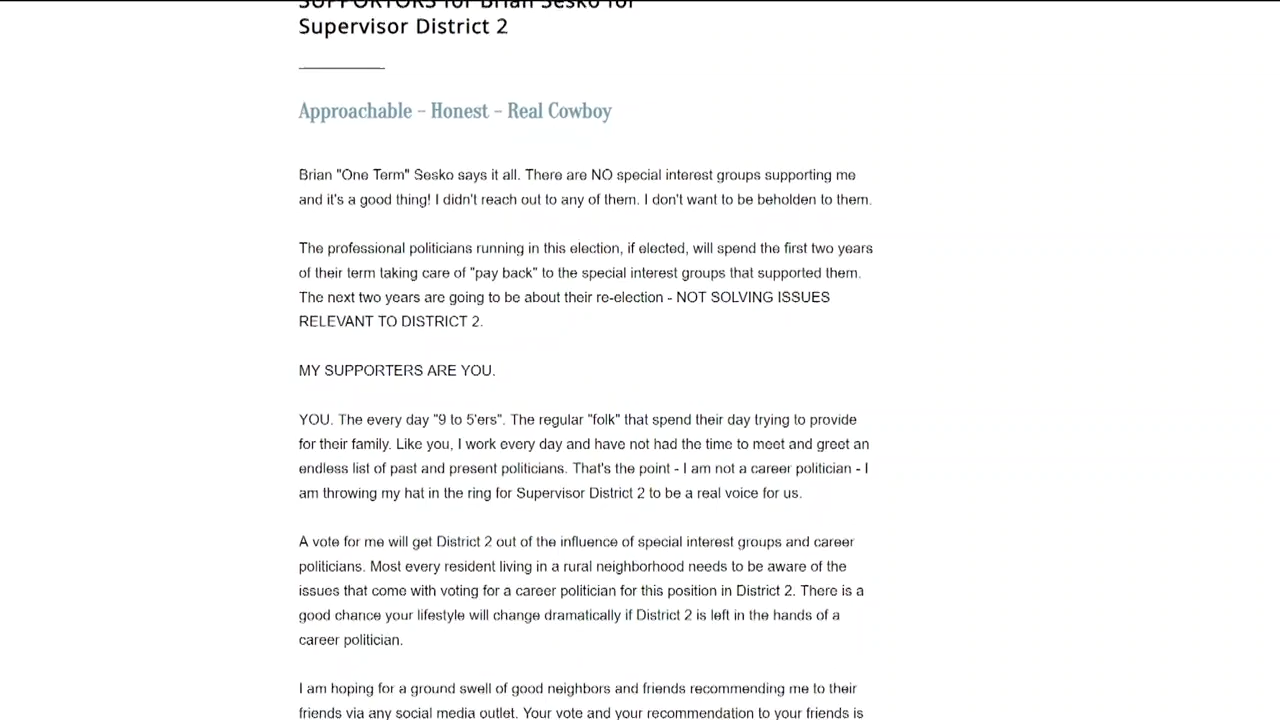 SUPPORTORS for Brian Sesko for
Supervisor District 2
Approachable - Honest - Real Cowboy
Brian "One Term" Sesko says it all. There are NO special interest groups supporting me
and it's a good thing! I didn't reach out to any of them. I don't want to be beholden to them.
The professional politicians running in this election, if elected, will spend the first two years
of their term taking care of "pay back" to the special interest groups that supported them.
The next two years are going to be about their re-election - NOT SOLVING ISSUES
RELEVANT TO DISTRICT 2.
MY SUPPORTERS ARE YOU.
YOU. The every day "9 to 5'ers". The regular "folk" that spend their day trying to provide
for their family. Like you, I work every day and have not had the time to meet and greet an
endless list of past and present politicians. That's the point - I am not a career politician - I
am throwing my hat in the ring for Supervisor District 2 to be a real voice for us.
A vote for me will get District 2 out of the influence of special interest groups and career
politicians. Most every resident living in a rural neighborhood needs to be aware of the
issues that come with voting for a career politician for this position in District 2. There is a
good chance your lifestyle will change dramatically if District 2 is left in the hands of a
career politician.
I am hoping for a ground swell of good neighbors and friends recommending me to their
friends via any social media outlet. Your vote and your recommendation to your friends is